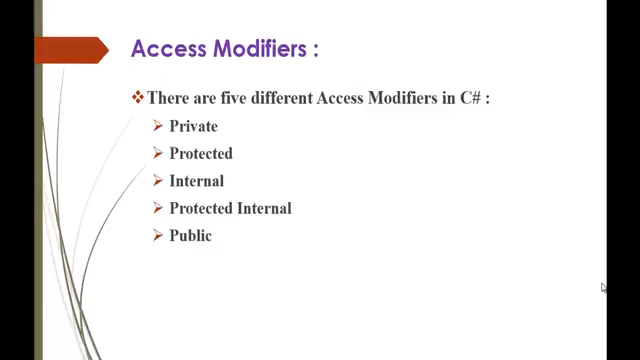 Access Modifiers :
There are five different Access Modifiers in C# :
Private
Protected
Internal
Protected Internal
Public